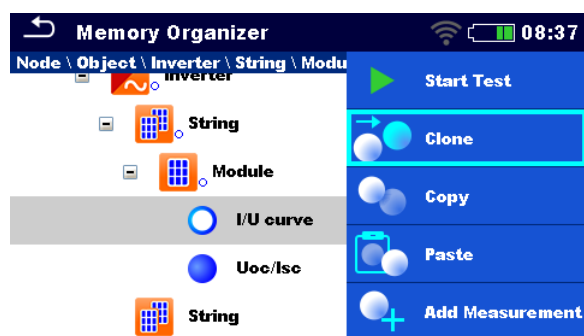 Memory Organizer
08:37
Node \ Object \ Inverter \ String \ Modu
Inverter
String
Module
I/U curve
Uoc/Isc
String
Start Test
Clone
Copy
Paste
Add Measurement